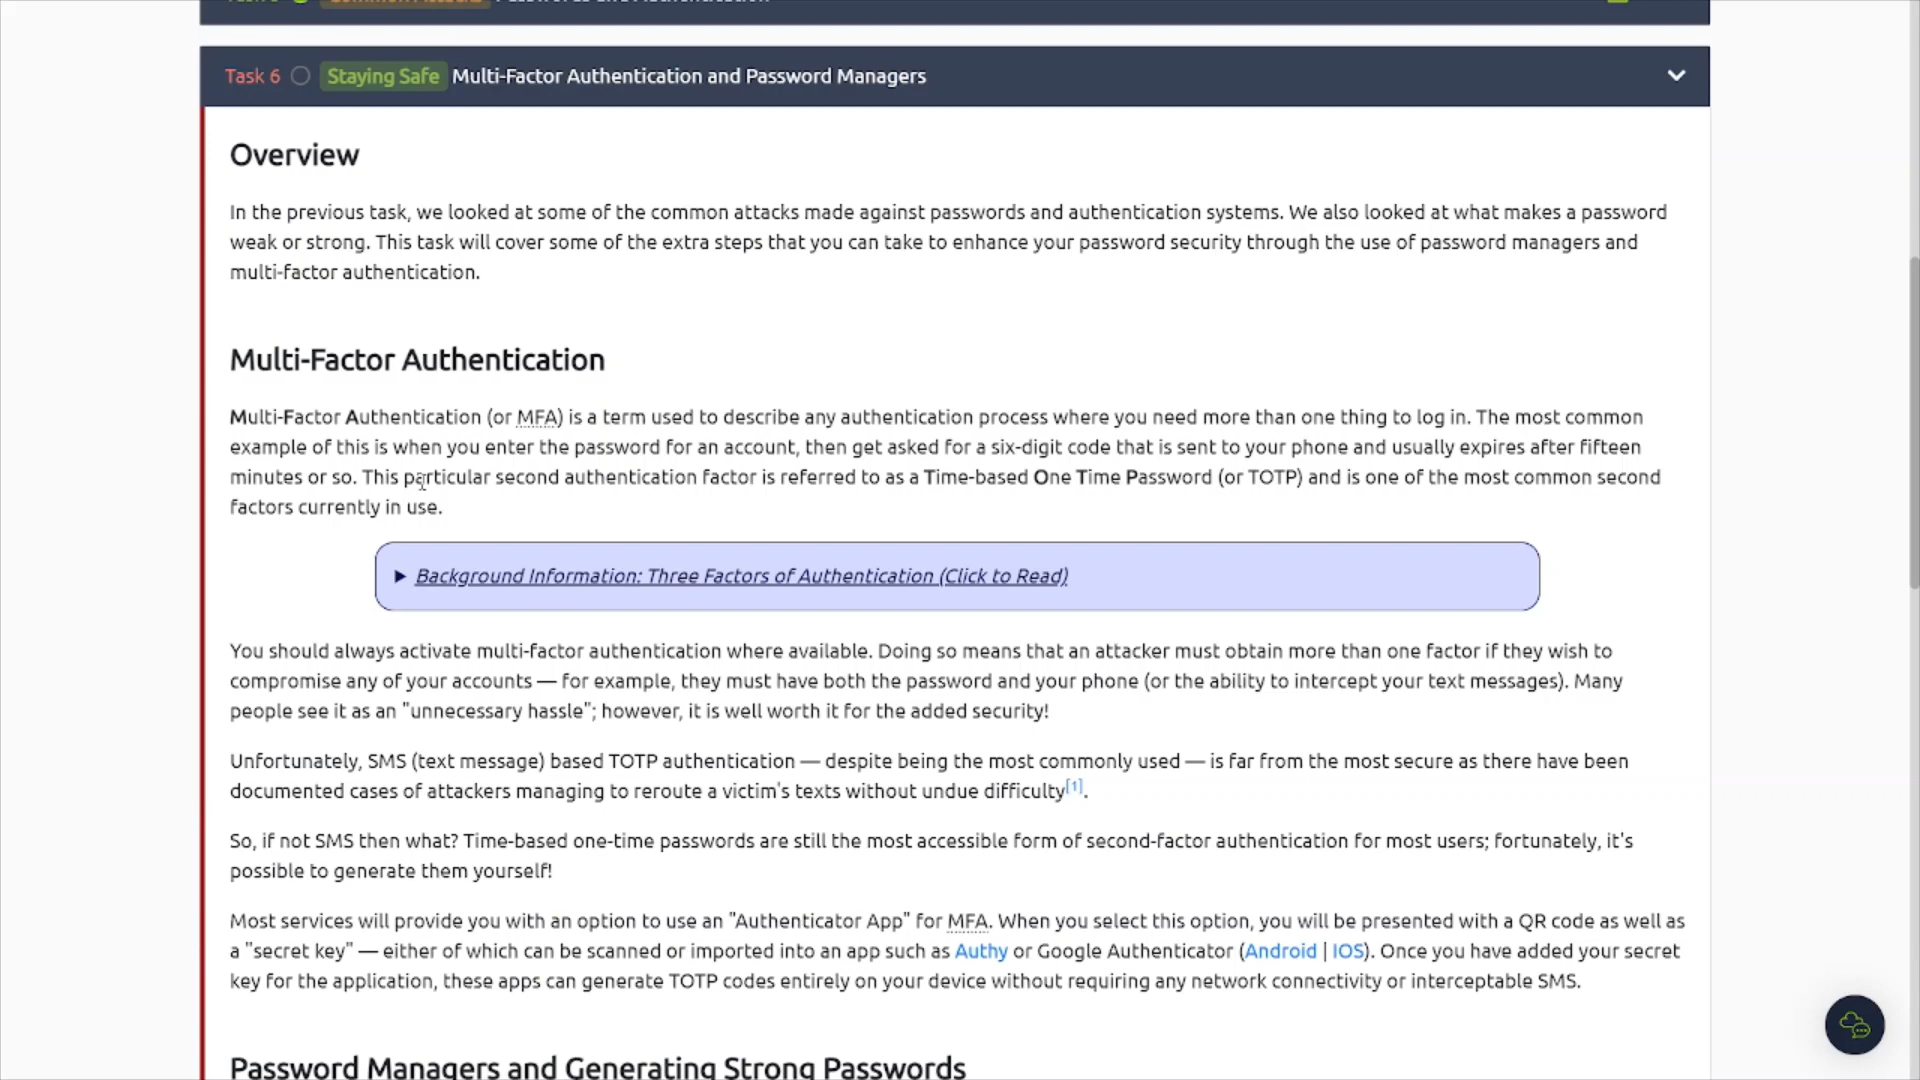 Task 6 Staying Safe Multi-Factor Authentication and Password Managers
Overview
In the previous task, we looked at some of the common attacks made against passwords and authentication systems. We also looked at what makes a password
weak or strong. This task will cover some of the extra steps that you can take to enhance your password security through the use of password managers and
multi-factor authentication.
Multi-Factor Authentication
Multi-Factor Authentication (or MFA) is a term used to describe any authentication process where you need more than one thing to log in. The most common
example of this is when you enter the password for an account, then get asked for a six-digit code that is sent to your phone and usually expires after fifteen
minutes or so. This particular second authentication factor is referred to as a Time-based One Time Password (or TOTP) and is one of the most common second
factors currently in use.
Background Information: Three Factors of Authentication (Click to Read)
You should always activate multi-factor authentication where available. Doing so means that an attacker must obtain more than one factor if they wish to
compromise any of your accounts — for example, they must have both the password and your phone (or the ability to intercept your text messages). Many
people see it as an "unnecessary hassle"; however, it is well worth it for the added security!
Unfortunately, SMS (text message) based TOTP authentication — despite being the most commonly used — is far from the most secure as there have been
documented cases of attackers managing to reroute a victim's texts without undue difficulty[1].
So, if not SMS then what? Time-based one-time passwords are still the most accessible form of second-factor authentication for most users; fortunately, it's
possible to generate them yourself!
Most services will provide you with an option to use an "Authenticator App" for MFA. When you select this option, you will be presented with a QR code as well as
a "secret key" — either of which can be scanned or imported into an app such as Authy or Google Authenticator (Android | IOS). Once you have added your secret
key for the application, these apps can generate TOTP codes entirely on your device without requiring any network connectivity or interceptable SMS.
Password Managers and Generating Strong Passwords